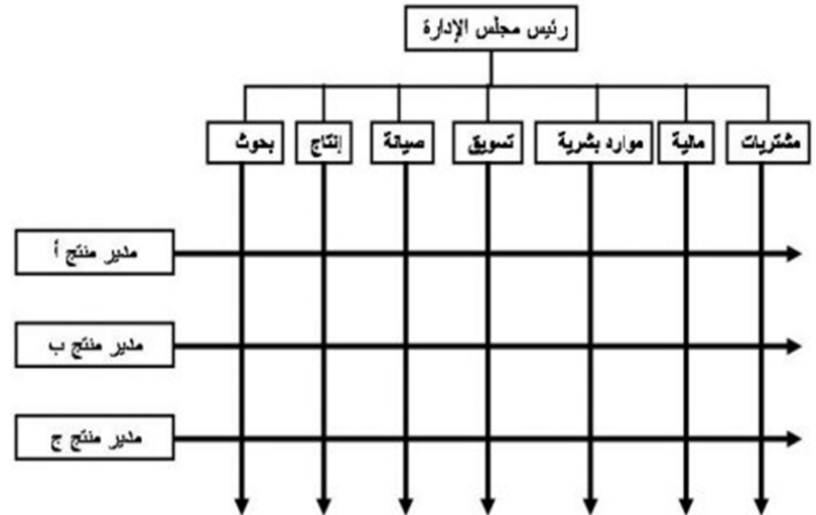 رئيس مجلس الإدارة
مشتريات
مالية
موارد بشرية
تسويق
صيانة
إنتاج
بحوث
مدير منتج أ
مدير منتج ب
مدير منتج ج